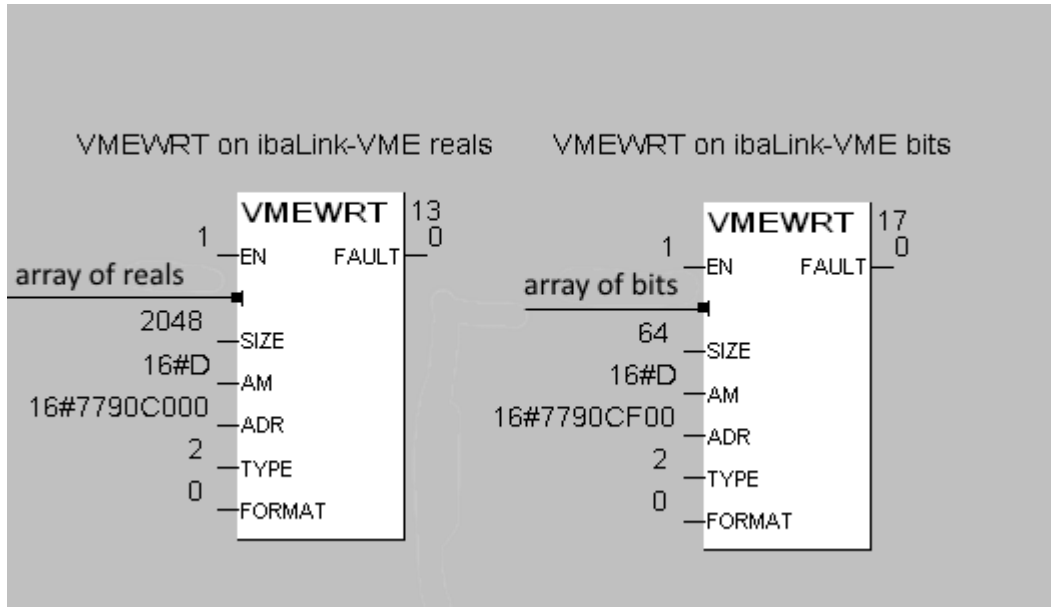 VMEWRT on ibaLink-VME reals
VMEWRT
13
1
EN
FAULT
0
array of reals
2048
SIZE
16#D
AM
16#7790C000
ADR
2
TYPE
0
FORMAT
VMEWRT on ibaLink-VME bits
VMEWRT
17
1
EN
FAULT
0
array of bits
64
SIZE
16#D
AM
16#7790CF00
ADR
2
TYPE
0
FORMAT